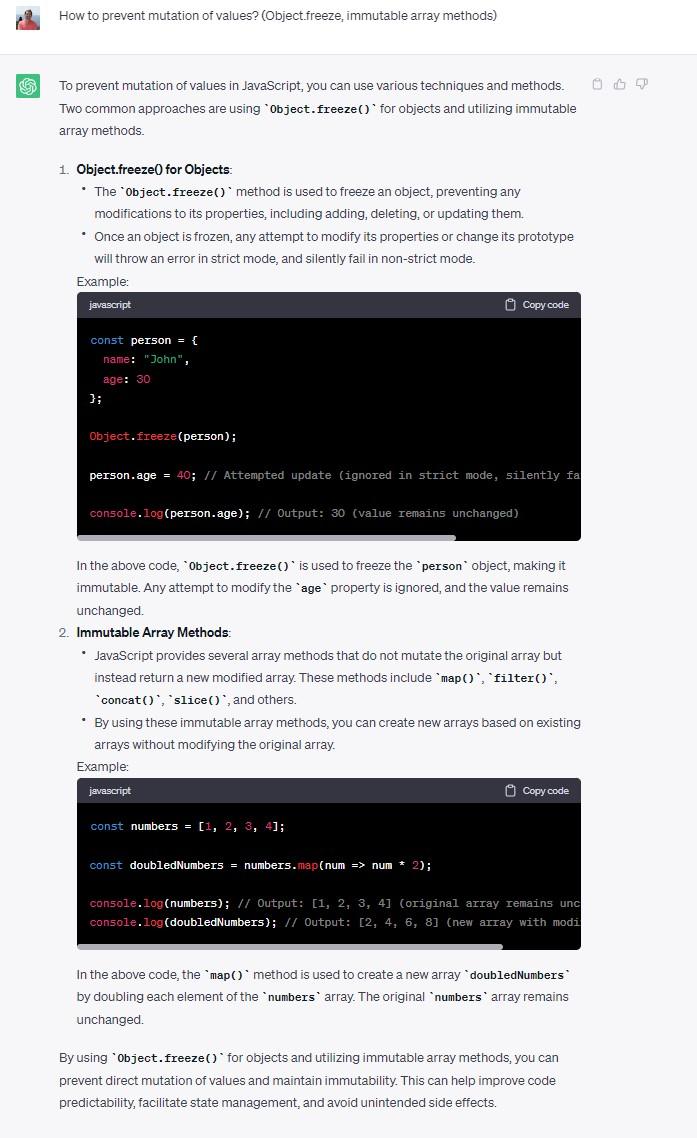 How to prevent mutation of values? (Object.freeze, immutable array methods)
To prevent mutation of values in JavaScript, you can use various techniques and methods.
Two common approaches are using `Object.freeze()` for objects and utilizing immutable
array methods.
1. Object.freeze() for Objects:
• The `Object.freeze()` method is used to freeze an object, preventing any
modifications to its properties, including adding, deleting, or updating them.
• Once an object is frozen, any attempt to modify its properties or change its prototype
will throw an error in strict mode, and silently fail in non-strict mode.
Example:
javascript Copy code
const person = {
name: "John",
age: 30
};
Object.freeze(person);
person.age = 40; // Attempted update (ignored in strict mode, silently fa
console.log(person.age); // Output: 30 (value remains unchanged)
In the above code, `Object.freeze()` is used to freeze the `person` object, making it
immutable. Any attempt to modify the `age` property is ignored, and the value remains
unchanged.
2. Immutable Array Methods:
• JavaScript provides several array methods that do not mutate the original array but
instead return a new modified array. These methods include `map()`, `filter()`,
`concat()`, `slice()`, and others.
• By using these immutable array methods, you can create new arrays based on existing
arrays without modifying the original array.
Example:
javascript Copy code
const numbers = [1, 2, 3, 4];
const doubledNumbers = numbers.map(num => num * 2);
console.log(numbers); // Output: [1, 2, 3, 4] (original array remains unc
console.log(doubledNumbers); // Output: [2, 4, 6, 8] (new array with modi
In the above code, the `map()` method is used to create a new array `doubledNumbers`
by doubling each element of the `numbers` array. The original `numbers` array remains
unchanged.
By using `Object.freeze()` for objects and utilizing immutable array methods, you can
prevent direct mutation of values and maintain immutability. This can help improve code
predictability, facilitate state management, and avoid unintended side effects.